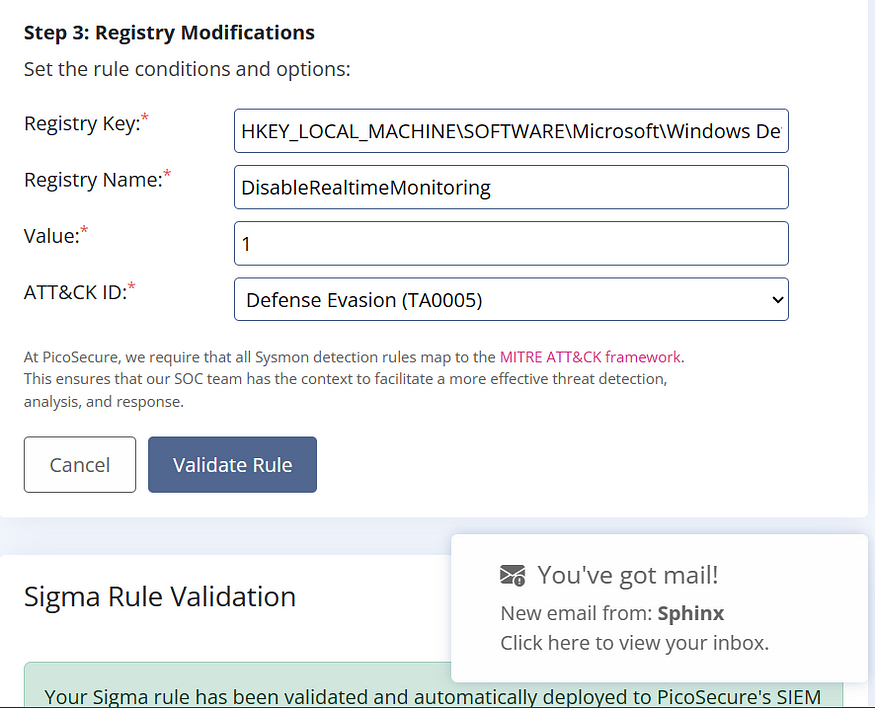 Step 3: Registry Modifications
Set the rule conditions and options:
Registry Key:*
HKEY_LOCAL_MACHINE\SOFTWARE\Microsoft\Windows De
Registry Name:*
DisableRealtimeMonitoring
Value:*
1
ATT&CK ID:*
Defense Evasion (TA0005)
At PicoSecure, we require that all Sysmon detection rules map to the MITRE ATT&CK framework.
This ensures that our SOC team has the context to facilitate a more effective threat detection,
analysis, and response.
Cancel
Validate Rule
Sigma Rule Validation
You've got mail!
New email from: Sphinx
Click here to view your inbox.
Your Sigma rule has been validated and automatically deployed to PicoSecure's SIEM